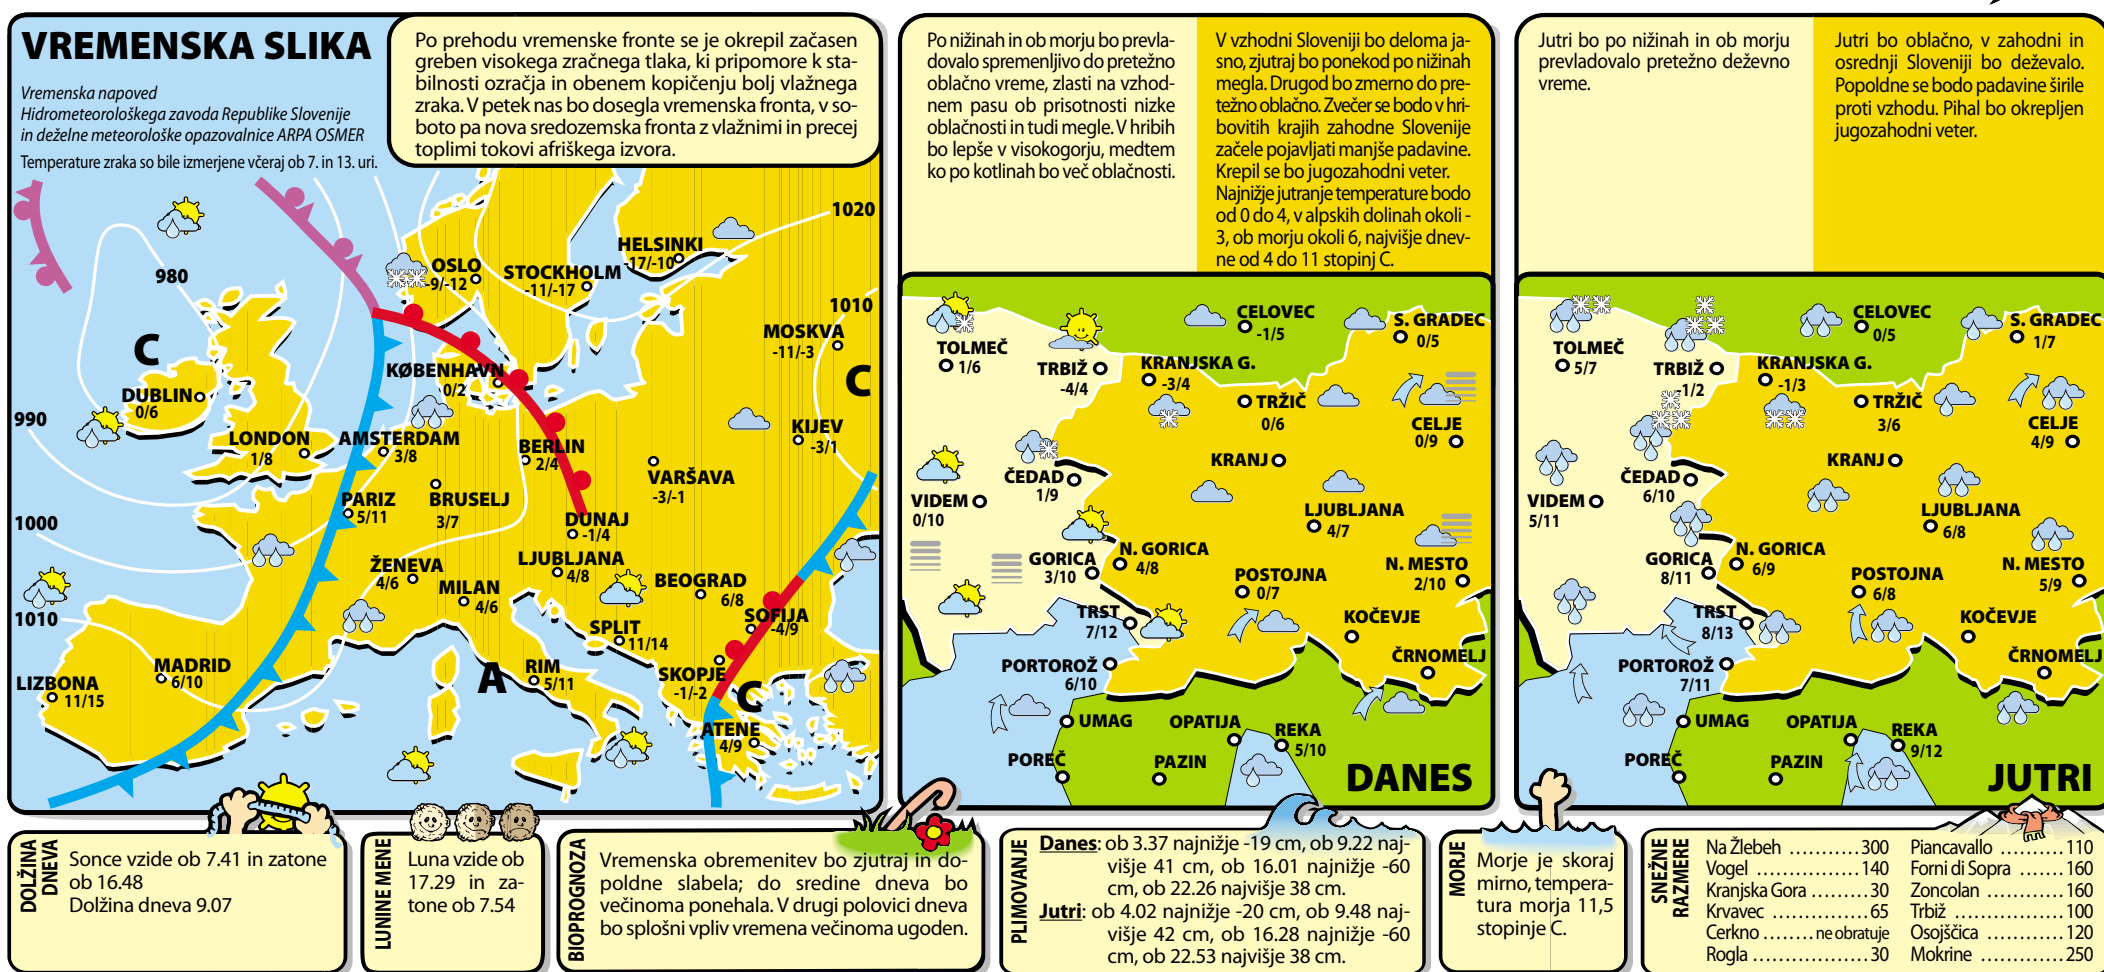 VREMENSKA SLIKA
Vremenska napoved
Hidrometeorološkega zavoda Republike Slovenije
in deželne meteorološke opazovalnice ARPA OSMER
Temperature zraka so bile izmerjene včeraj ob 7. in 13. uri.
Po prehodu vremenske fronte se je okrepil začasen
greben visokega zračnega tlaka, ki pripomore k sta-
bilnosti ozračja in obenem kopičenju bolj vlažnega
zraka. V petek nas bo dosegla vremenska fronta, v so-
boto pa nova sredozemska fronta z vlažnimi in precej
toplimi tokovi afriškega izvora.
1020
HELSINKI
-17/-10
980
OSLO
-9/-12
STOCKHOLM
-11/-17
1010
MOSKVA
-11/-3
C
KØBENHAVN
0/2
C
DUBLIN
0/6
990
LONDON
1/8
AMSTERDAM
3/8
BERLIN
2/4
KIJEV
-3/1
VARŠAVA
-3/-1
PARIZ
5/11
BRUSELJ
3/7
1000
DUNAJ
-1/4
ŽENEVA
4/6
LJUBLJANA
4/8
MILAN
4/6
BEOGRAD
6/8
1010
SOFIJA
-4/9
SPLIT
11/14
MADRID
6/10
LIZBONA
11/15
A
RIM
5/11
SKOPJE
-1/-2
C
ATENE
4/9
Po nižinah in ob morju bo prevla-
dovalo spremenljivo do pretežno
oblačno vreme, zlasti na vzhod-
nem pasu ob prisotnosti nizke
oblačnosti in tudi megle. V hribih
bo lepše v visokogorju, medtem
ko po kotlinah bo več oblačnosti.
V vzhodni Sloveniji bo deloma ja-
sno, zjutraj bo ponekod po nižinah
megla. Drugod bo zmerno do pre-
težno oblačno. Zvečer se bodo v hri-
bovitih krajih zahodne Slovenije
začele pojavljati manjše padavine.
Krepil se bo jugozahodni veter.
Najnižje jutranje temperature bodo
od 0 do 4, v alpskih dolinah okoli -
3, ob morju okoli 6, najvišje dnev-
ne od 4 do 11 stopinj C.
CELOVEC
-1/5
S. GRADEC
0/5
TOLMEČ
1/6
TRBIŽ
-4/4
KRANJSKA G.
-3/4
TRŽIČ
0/6
CELJE
0/9
KRANJ
ČEDAD
1/9
VIDEM
0/10
LJUBLJANA
4/7
GORICA
3/10
N. GORICA
4/8
N. MESTO
2/10
POSTOJNA
0/7
TRST
7/12
KOČEVJE
PORTOROŽ
6/10
ČRNOMELJ
UMAG
OPATIJA
REKA
5/10
POREČ
PAZIN
DANES
Jutri bo po nižinah in ob morju
prevladovalo pretežno deževno
vreme.
Jutri bo oblačno, v zahodni in
osrednji Sloveniji bo deževalo.
Popoldne se bodo padavine širile
proti vzhodu. Pihal bo okrepljen
jugozahodni veter.
CELOVEC
0/5
S. GRADEC
1/7
TOLMEČ
5/7
TRBIŽ
-1/2
KRANJSKA G.
-1/3
TRŽIČ
3/6
CELJE
4/9
KRANJ
ČEDAD
6/10
VIDEM
5/11
LJUBLJANA
6/8
GORICA
8/11
N. GORICA
6/9
N. MESTO
5/9
POSTOJNA
6/8
TRST
8/13
KOČEVJE
PORTOROŽ
7/11
ČRNOMELJ
UMAG
OPATIJA
REKA
9/12
POREČ
PAZIN
JUTRI
DOLŽINA
DNEVA
Sonce vzide ob 7.41 in zatone
ob 16.48
Dolžina dneva 9.07
LUNINE MENE
Luna vzide ob
17.29 in za-
tone ob 7.54
BIOPROGNOZA
Vremenska obremenitev bo zjutraj in do-
poldne slabela; do sredine dneva bo
večinoma ponehala. V drugi polovici dneva
bo splošni vpliv vremena večinoma ugoden.
PLIMOVANJE
Danes: ob 3.37 najnižje -19 cm, ob 9.22 naj-
višje 41 cm, ob 16.01 najnižje -60
cm, ob 22.26 najvišje 38 cm.
Jutri: ob 4.02 najnižje -20 cm, ob 9.48 naj-
višje 42 cm, ob 16.28 najnižje -60
cm, ob 22.53 najvišje 38 cm.
MORJE
Morje je skoraj
mirno, tempera-
tura morja 11,5
stopinje C.
SNEŽNE
RAZMERE
Na Žlebeh ...........300
Vogel ................140
Kranjska Gora ........30
Krvavec ..............65
Cerkno ........ne obratuje
Rogla .................30
Piancavallo ..........110
Forni di Sopra .......160
Zoncolan ............160
Trbiž ................100
Osojščica ............120
Mokrine .............250